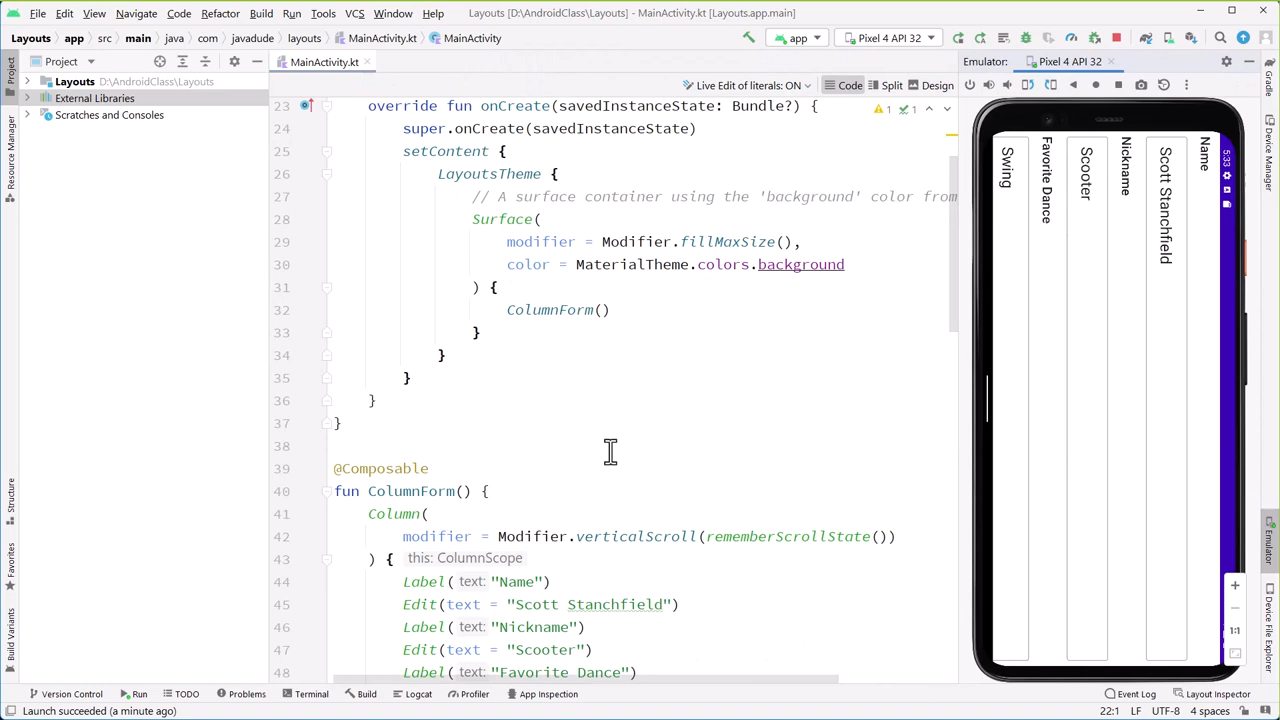 File Edit View Navigate Code Refactor Build Run Tools VCS Window Help Layouts [D:\AndroidClass\Layouts] - MainActivity.kt [Layouts.app.main]
Layouts app src main java com javadude layouts MainActivity.kt MainActivity app Pixel 4 API 32
Project MainActivity.kt Emulator: Pixel 4 API 32
Live Edit of literals: ON Code Split Design
Layouts D:\AndroidClass\Layouts
External Libraries
Scratches and Consoles
1 1
23 override fun onCreate(savedInstanceState: Bundle?) {
24 super.onCreate(savedInstanceState)
25 setContent {
26 LayoutsTheme {
27 // A surface container using the 'background' color from
28 Surface(
29 modifier = Modifier.fillMaxSize(),
30 color = MaterialTheme.colors.background
31 ) {
32 ColumnForm()
33 }
34 }
35 }
36 }
37 }
38
39 @Composable
40 fun ColumnForm() {
41 Column(
42 modifier = Modifier.verticalScroll(rememberScrollState())
43 ) { this: ColumnScope
44 Label( text: "Name")
45 Edit(text = "Scott Stanchfield")
46 Label( text: "Nickname")
47 Edit(text = "Scooter")
48 Label( text: "Favorite Dance")
5:33
Name
Scott Stanchfield
Nickname
Scooter
Favorite Dance
Swing
1:1
Project
Resource Manager
Structure
Favorites
Build Variants
Gradle
Device Manager
Emulator
Device File Explorer
Version Control Run TODO Problems Terminal Build Logcat Profiler App Inspection Event Log Layout Inspector
Launch succeeded (a minute ago) 22:1 LF UTF-8 4 spaces